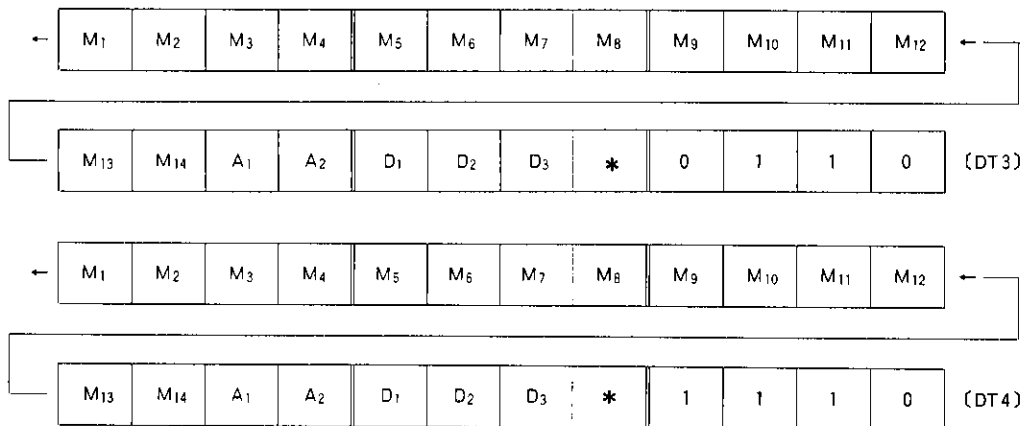 ← M₁ M₂ M₃ M₄ M₅ M₆ M₇ M₈ M₉ M₁₀ M₁₁ M₁₂ ←
M₁₃ M₁₄ A₁ A₂ D₁ D₂ D₃ * 0 1 1 0 (DT3)
← M₁ M₂ M₃ M₄ M₅ M₆ M₇ M₈ M₉ M₁₀ M₁₁ M₁₂ ←
M₁₃ M₁₄ A₁ A₂ D₁ D₂ D₃ * 1 1 1 0 (DT4)